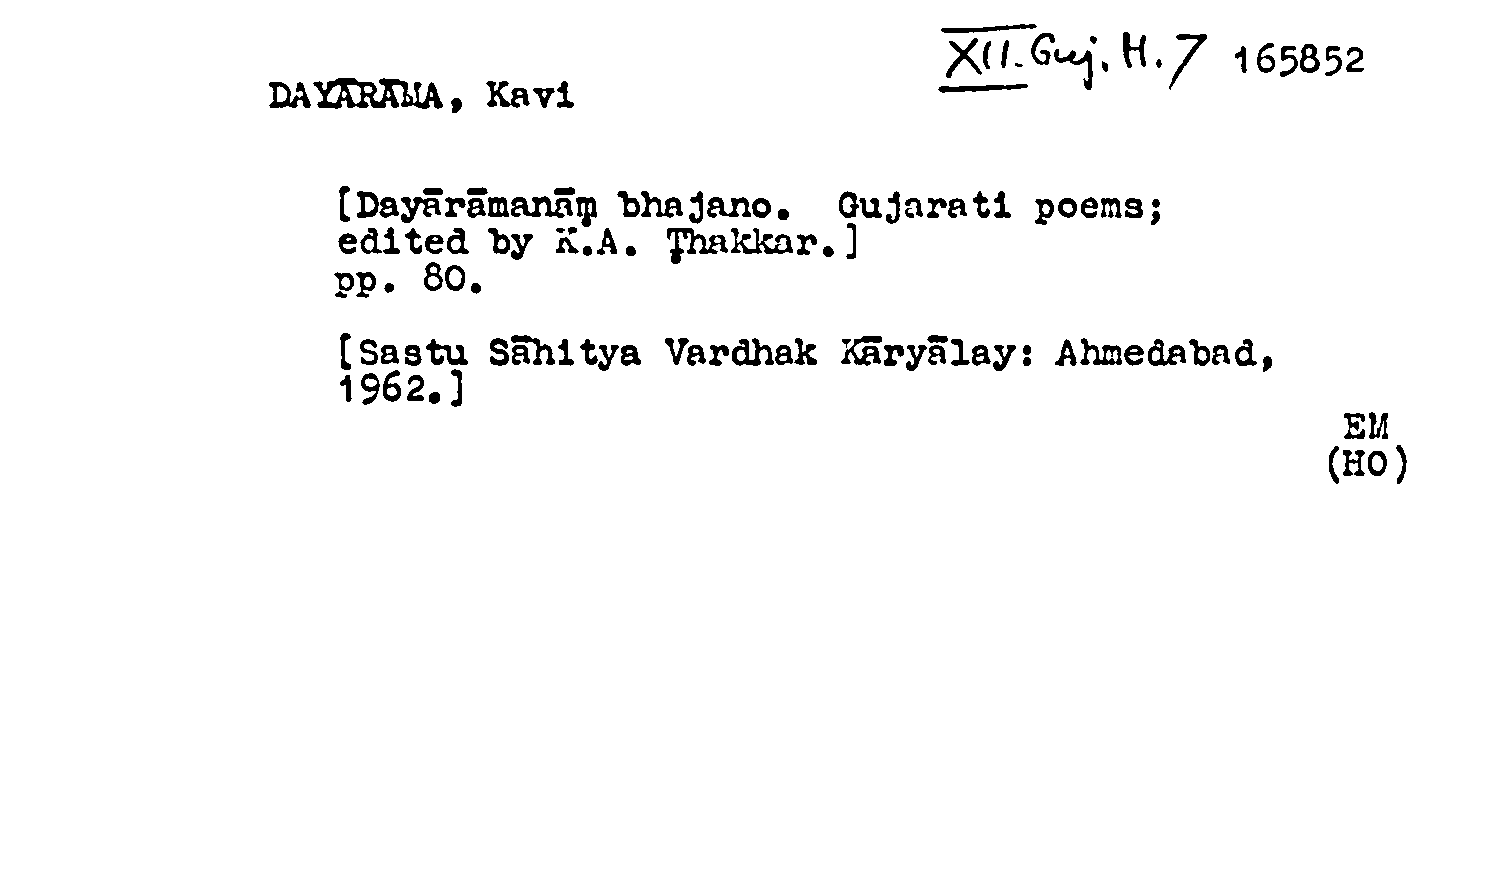 XII. Guj. H. 7 165852
DAYĀRĀMA, Kavi
[Dayārāmanāṃ bhajano. Gujarati poems;
edited by K.A. Ṭhakkar.]
pp. 80.
[Sastu Sāhitya Vardhak Kāryālay: Ahmedabad,
1962.]
EM
(HO)